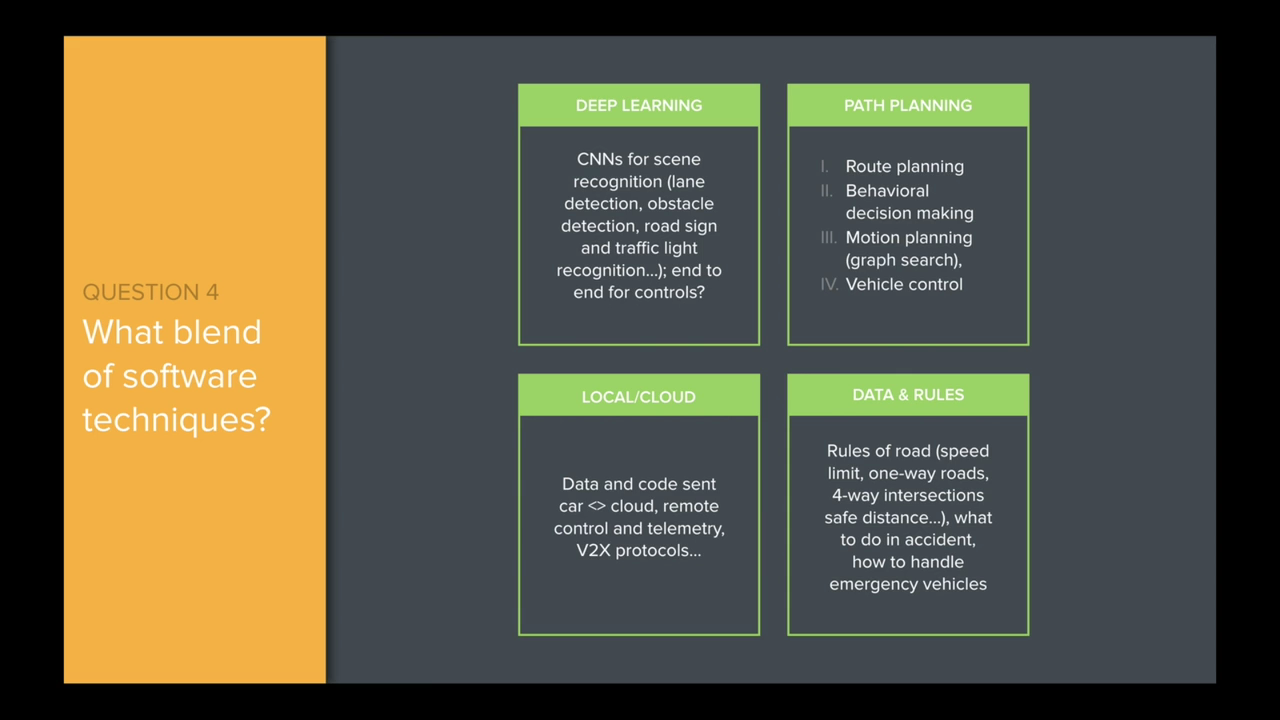 QUESTION 4
What blend
of software
techniques?
DEEP LEARNING
CNNs for scene
recognition (lane
detection, obstacle
detection, road sign
and traffic light
recognition...); end to
end for controls?
PATH PLANNING
I. Route planning
II. Behavioral
decision making
III. Motion planning
(graph search),
IV. Vehicle control
LOCAL/CLOUD
Data and code sent
car <> cloud, remote
control and telemetry,
V2X protocols...
DATA & RULES
Rules of road (speed
limit, one-way roads,
4-way intersections
safe distance...), what
to do in accident,
how to handle
emergency vehicles